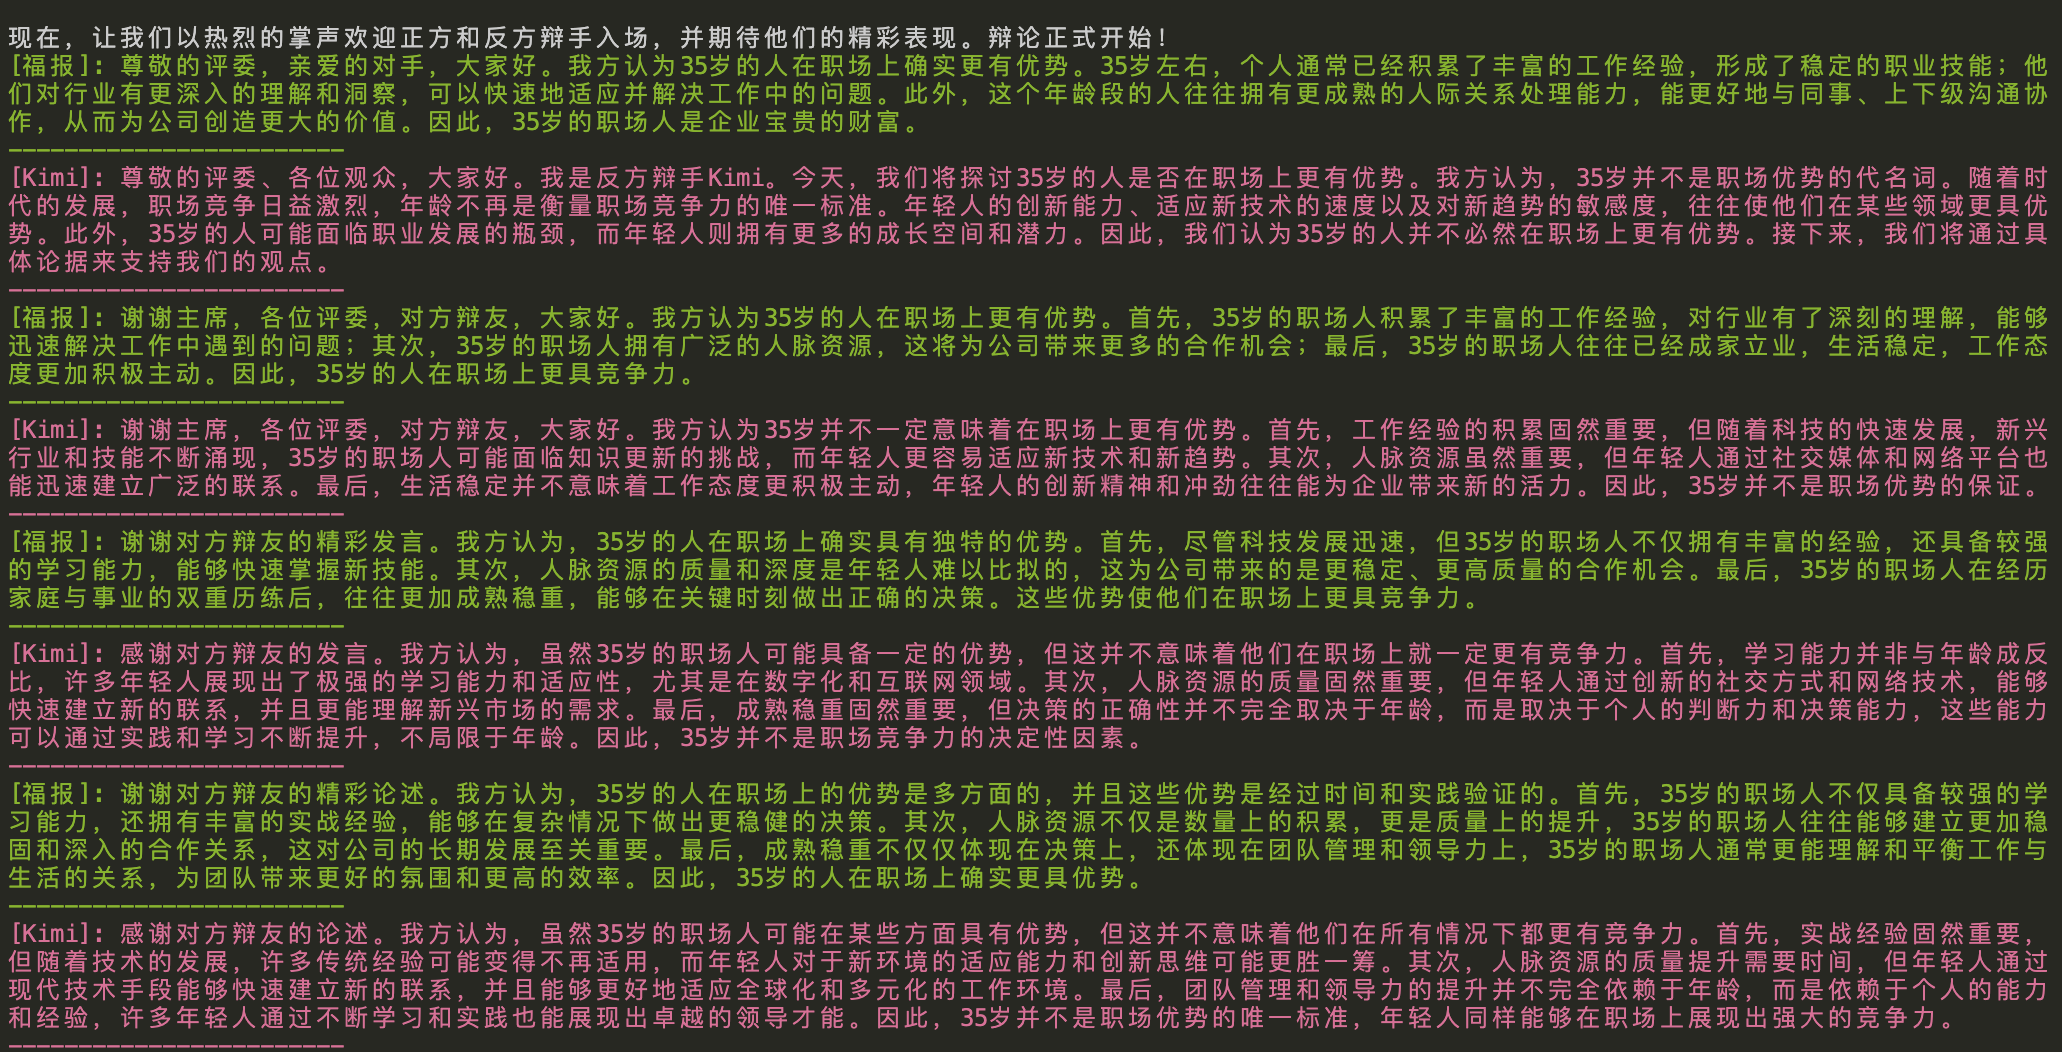 现在，让我们以热烈的掌声欢迎正方和反方辩手入场，并期待他们的精彩表现。辩论正式开始！
[福报]: 尊敬的评委，亲爱的对手，大家好。我方认为35岁的人在职场上确实更有优势。35岁左右，个人通常已经积累了丰富的工作经验，形成了稳定的职业技能；他
们对行业有更深入的理解和洞察，可以快速地适应并解决工作中的问题。此外，这个年龄段的人往往拥有更成熟的人际关系处理能力，能更好地与同事、上下级沟通协
作，从而为公司创造更大的价值。因此，35岁的职场人是企业宝贵的财富。
————————————————————————
[Kimi]: 尊敬的评委、各位观众，大家好。我是反方辩手Kimi。今天，我们将探讨35岁的人是否在职场上更有优势。我方认为，35岁并不是职场优势的代名词。随着时
代的发展，职场竞争日益激烈，年龄不再是衡量职场竞争力的唯一标准。年轻人的创新能力、适应新技术的速度以及对新趋势的敏感度，往往使他们在某些领域更具优
势。此外，35岁的人可能面临职业发展的瓶颈，而年轻人则拥有更多的成长空间和潜力。因此，我们认为35岁的人并不必然在职场上更有优势。接下来，我们将通过具
体论据来支持我们的观点。
————————————————————————
[福报]: 谢谢主席，各位评委，对方辩友，大家好。我方认为35岁的人在职场上更有优势。首先，35岁的职场人积累了丰富的工作经验，对行业有了深刻的理解，能够
迅速解决工作中遇到的问题；其次，35岁的职场人拥有广泛的人脉资源，这将为公司带来更多的合作机会；最后，35岁的职场人往往已经成家立业，生活稳定，工作态
度更加积极主动。因此，35岁的人在职场上更具竞争力。
————————————————————————
[Kimi]: 谢谢主席，各位评委，对方辩友，大家好。我方认为35岁并不一定意味着在职场上更有优势。首先，工作经验的积累固然重要，但随着科技的快速发展，新兴
行业和技能不断涌现，35岁的职场人可能面临知识更新的挑战，而年轻人更容易适应新技术和新趋势。其次，人脉资源虽然重要，但年轻人通过社交媒体和网络平台也
能迅速建立广泛的联系。最后，生活稳定并不意味着工作态度更积极主动，年轻人的创新精神和冲劲往往能为企业带来新的活力。因此，35岁并不是职场优势的保证。
————————————————————————
[福报]: 谢谢对方辩友的精彩发言。我方认为，35岁的人在职场上确实具有独特的优势。首先，尽管科技发展迅速，但35岁的职场人不仅拥有丰富的经验，还具备较强
的学习能力，能够快速掌握新技能。其次，人脉资源的质量和深度是年轻人难以比拟的，这为公司带来的是更稳定、更高质量的合作机会。最后，35岁的职场人在经历
家庭与事业的双重历练后，往往更加成熟稳重，能够在关键时刻做出正确的决策。这些优势使他们在职场上更具竞争力。
————————————————————————
[Kimi]: 感谢对方辩友的发言。我方认为，虽然35岁的职场人可能具备一定的优势，但这并不意味着他们在职场上就一定更有竞争力。首先，学习能力并非与年龄成反
比，许多年轻人展现出了极强的学习能力和适应性，尤其是在数字化和互联网领域。其次，人脉资源的质量固然重要，但年轻人通过创新的社交方式和网络技术，能够
快速建立新的联系，并且更能理解新兴市场的需求。最后，成熟稳重固然重要，但决策的正确性并不完全取决于年龄，而是取决于个人的判断力和决策能力，这些能力
可以通过实践和学习不断提升，不局限于年龄。因此，35岁并不是职场竞争力的决定性因素。
————————————————————————
[福报]: 谢谢对方辩友的精彩论述。我方认为，35岁的人在职场上的优势是多方面的，并且这些优势是经过时间和实践验证的。首先，35岁的职场人不仅具备较强的学
习能力，还拥有丰富的实战经验，能够在复杂情况下做出更稳健的决策。其次，人脉资源不仅是数量上的积累，更是质量上的提升，35岁的职场人往往能够建立更加稳
固和深入的合作关系，这对公司的长期发展至关重要。最后，成熟稳重不仅仅体现在决策上，还体现在团队管理和领导力上，35岁的职场人通常更能理解和平衡工作与
生活的关系，为团队带来更好的氛围和更高的效率。因此，35岁的人在职场上确实更具优势。
————————————————————————
[Kimi]: 感谢对方辩友的论述。我方认为，虽然35岁的职场人可能在某些方面具有优势，但这并不意味着他们在所有情况下都更有竞争力。首先，实战经验固然重要，
但随着技术的发展，许多传统经验可能变得不再适用，而年轻人对于新环境的适应能力和创新思维可能更胜一筹。其次，人脉资源的质量提升需要时间，但年轻人通过
现代技术手段能够快速建立新的联系，并且能够更好地适应全球化和多元化的工作环境。最后，团队管理和领导力的提升并不完全依赖于年龄，而是依赖于个人的能力
和经验，许多年轻人通过不断学习和实践也能展现出卓越的领导才能。因此，35岁并不是职场优势的唯一标准，年轻人同样能够在职场上展现出强大的竞争力。
————————————————————————